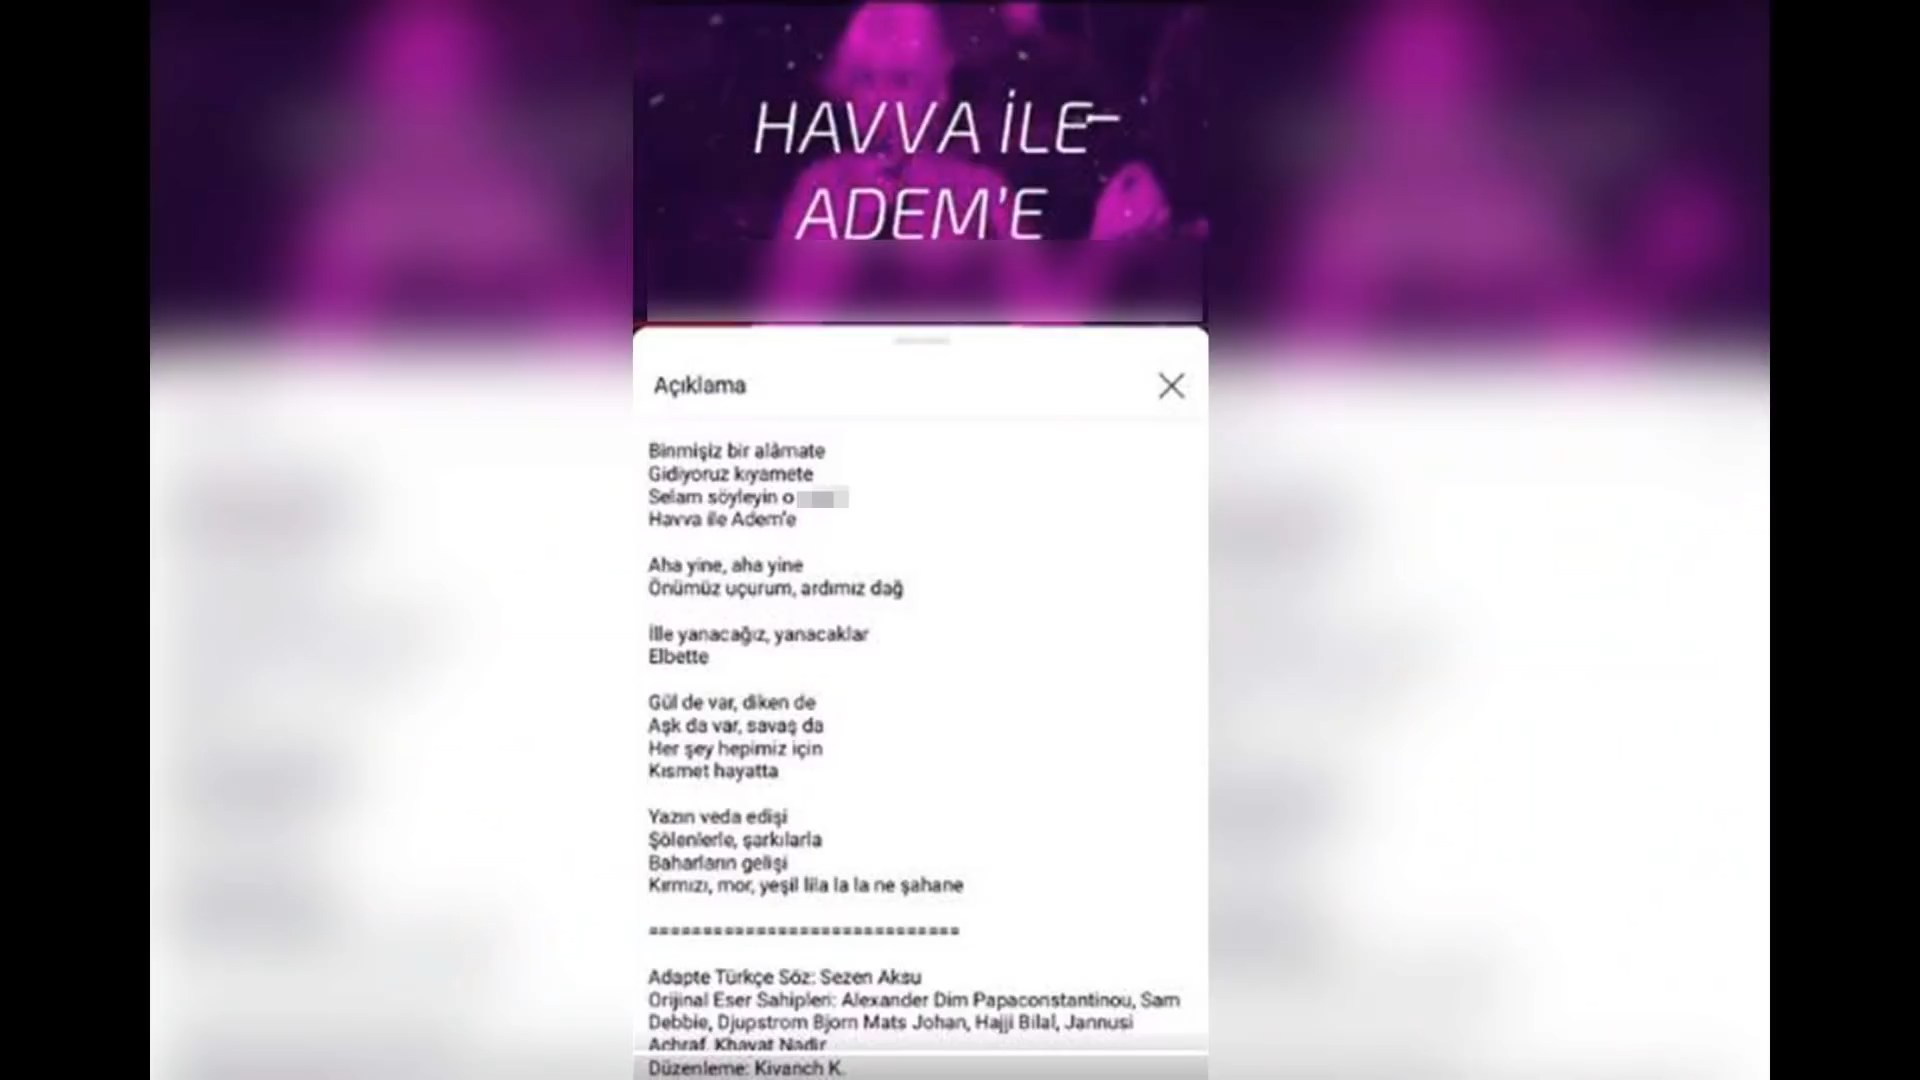 HAVVA İLE
ADEM'E
Açıklama
Binmişiz bir alâmate
Gidiyoruz kıyamete
Selam söyleyin o
Havva ile Adem'e
Aha yine, aha yine
Önümüz uçurum, ardımız dağ
İlle yanacağız, yanacaklar
Elbette
Gül de var, diken de
Aşk da var, savaş da
Her şey hepimiz için
Kısmet hayatta
Yazın veda edişi
Şölenlerle, şarkılarla
Baharların gelişi
Kırmızı, mor, yeşil lila la la ne şahane
=============================
Adapte Türkçe Söz: Sezen Aksu
Orijinal Eser Sahipleri: Alexander Dim Papaconstantinou, Sam
Debbie, Djupstrom Bjorn Mats Johan, Hajji Bilal, Jannusi
Achraf, Khayat Nadir
Düzenleme: Kivanch K.